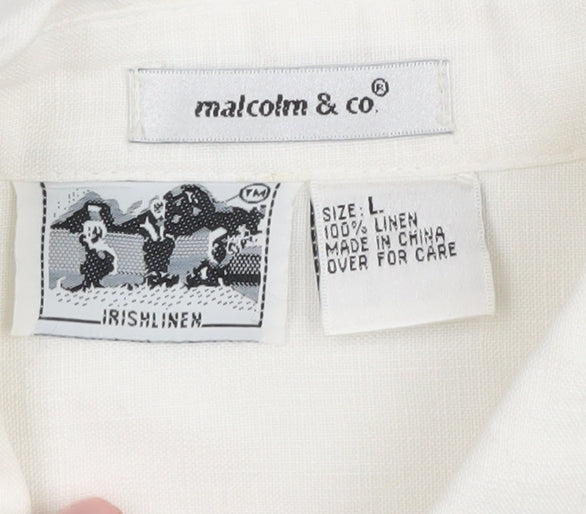 malcolm & co.®
TM
IRISHLINEN
SIZE: L.
100% LINEN
MADE IN CHINA
OVER FOR CARE